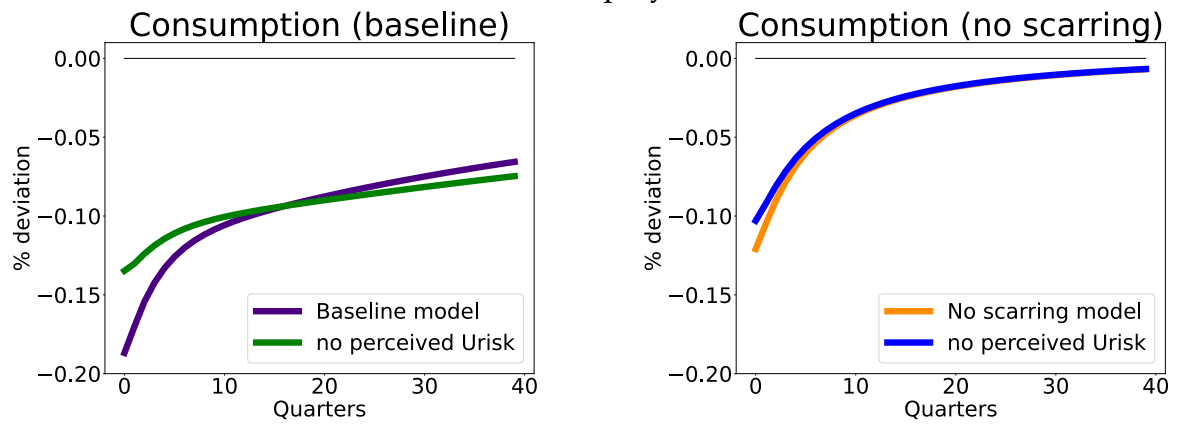 Consumption (baseline)
0.00
−0.05
−0.10
−0.15
−0.20
% deviation
Baseline model
no perceived Urisk
0 10 20 30 40
Quarters
Consumption (no scarring)
0.00
−0.05
−0.10
−0.15
−0.20
% deviation
No scarring model
no perceived Urisk
0 10 20 30 40
Quarters